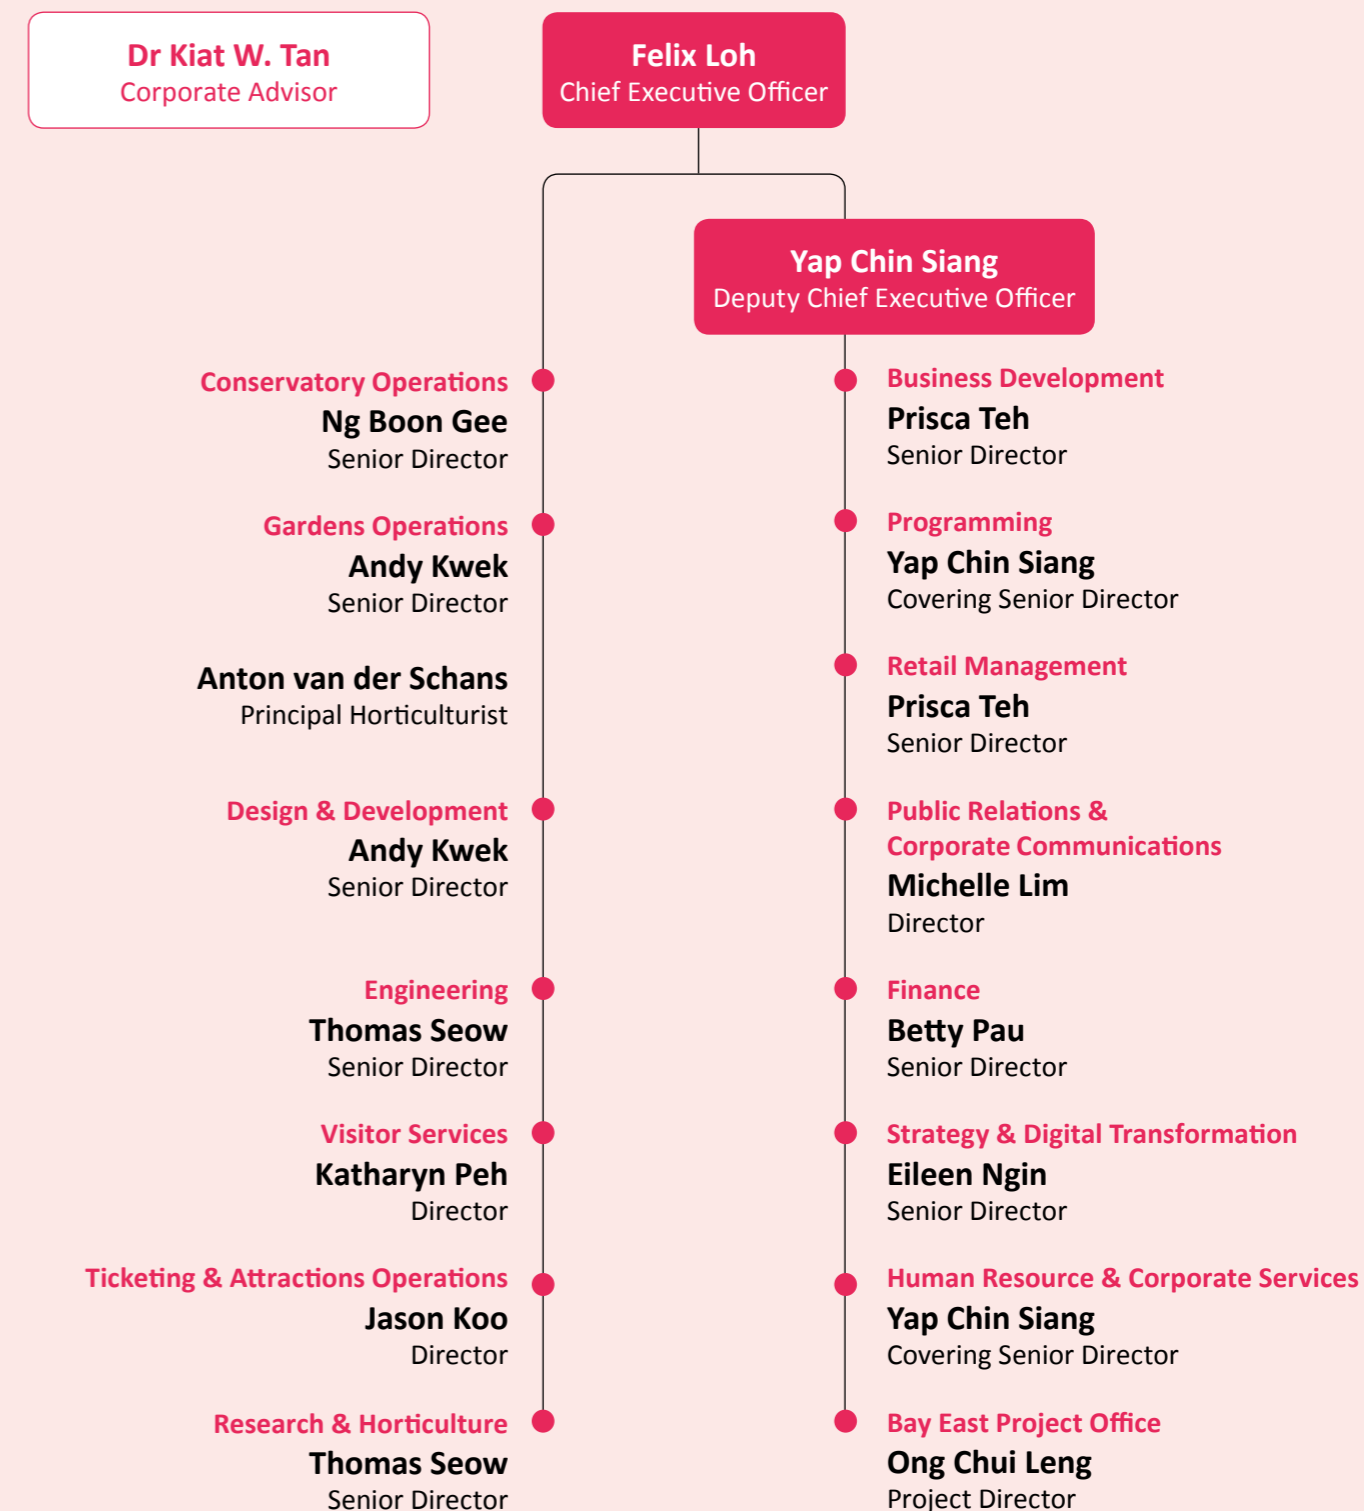 Dr Kiat W. Tan
Corporate Advisor
Felix Loh
Chief Executive Officer
Yap Chin Siang
Deputy Chief Executive Officer
Conservatory Operations
Ng Boon Gee
Senior Director
Gardens Operations
Andy Kwek
Senior Director
Anton van der Schans
Principal Horticulturist
Design & Development
Andy Kwek
Senior Director
Engineering
Thomas Seow
Senior Director
Visitor Services
Katharyn Peh
Director
Ticketing & Attractions Operations
Jason Koo
Director
Research & Horticulture
Thomas Seow
Senior Director
Business Development
Prisca Teh
Senior Director
Programming
Yap Chin Siang
Covering Senior Director
Retail Management
Prisca Teh
Senior Director
Public Relations &
Corporate Communications
Michelle Lim
Director
Finance
Betty Pau
Senior Director
Strategy & Digital Transformation
Eileen Ngin
Senior Director
Human Resource & Corporate Services
Yap Chin Siang
Covering Senior Director
Bay East Project Office
Ong Chui Leng
Project Director